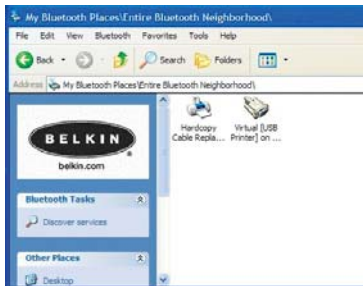 My Bluetooth Places\Entire Bluetooth Neighborhood\
File Edit View Bluetooth Favorites Tools Help
Back Search Folders
Address My Bluetooth Places\Entire Bluetooth Neighborhood\
BELKIN
belkin.com
Hardcopy Cable Repla...
Virtual [USB Printer] on ...
Bluetooth Tasks
Discover services
Other Places
Desktop